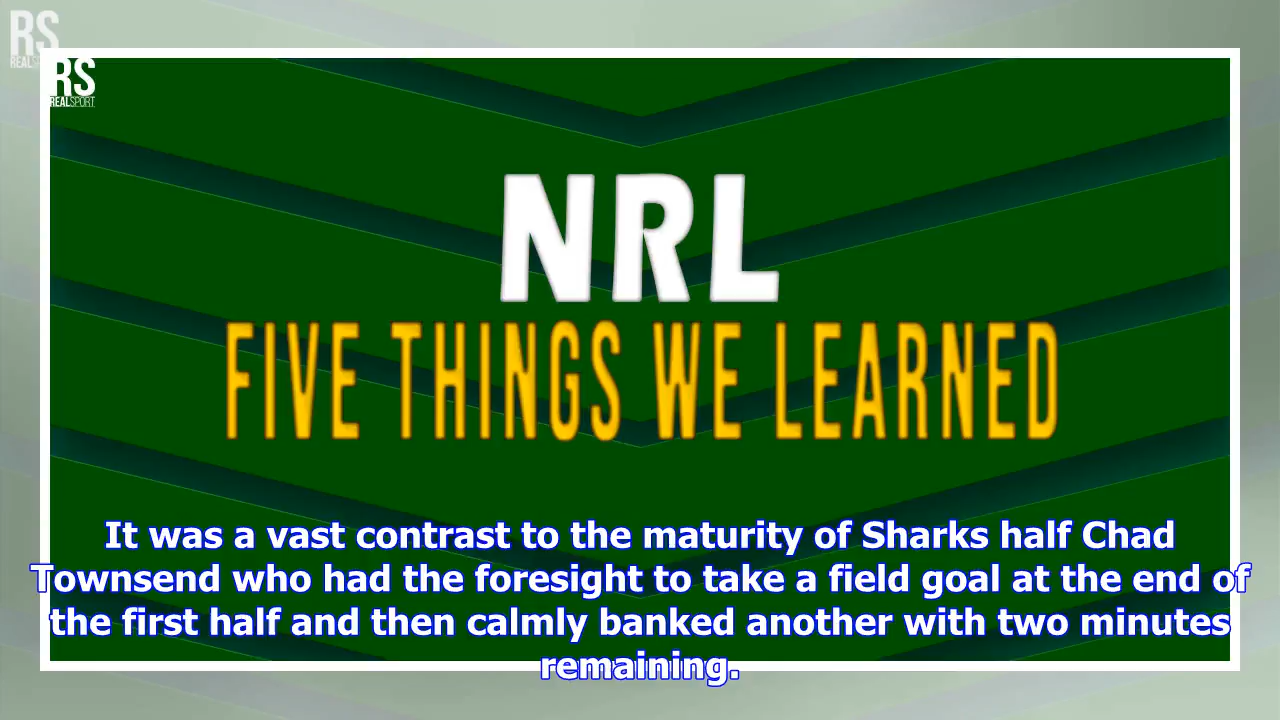 RS
REALSPORT
RS
REALSPORT
NRL
FIVE THINGS WE LEARNED
It was a vast contrast to the maturity of Sharks half Chad
Townsend who had the foresight to take a field goal at the end of
the first half and then calmly banked another with two minutes
remaining.